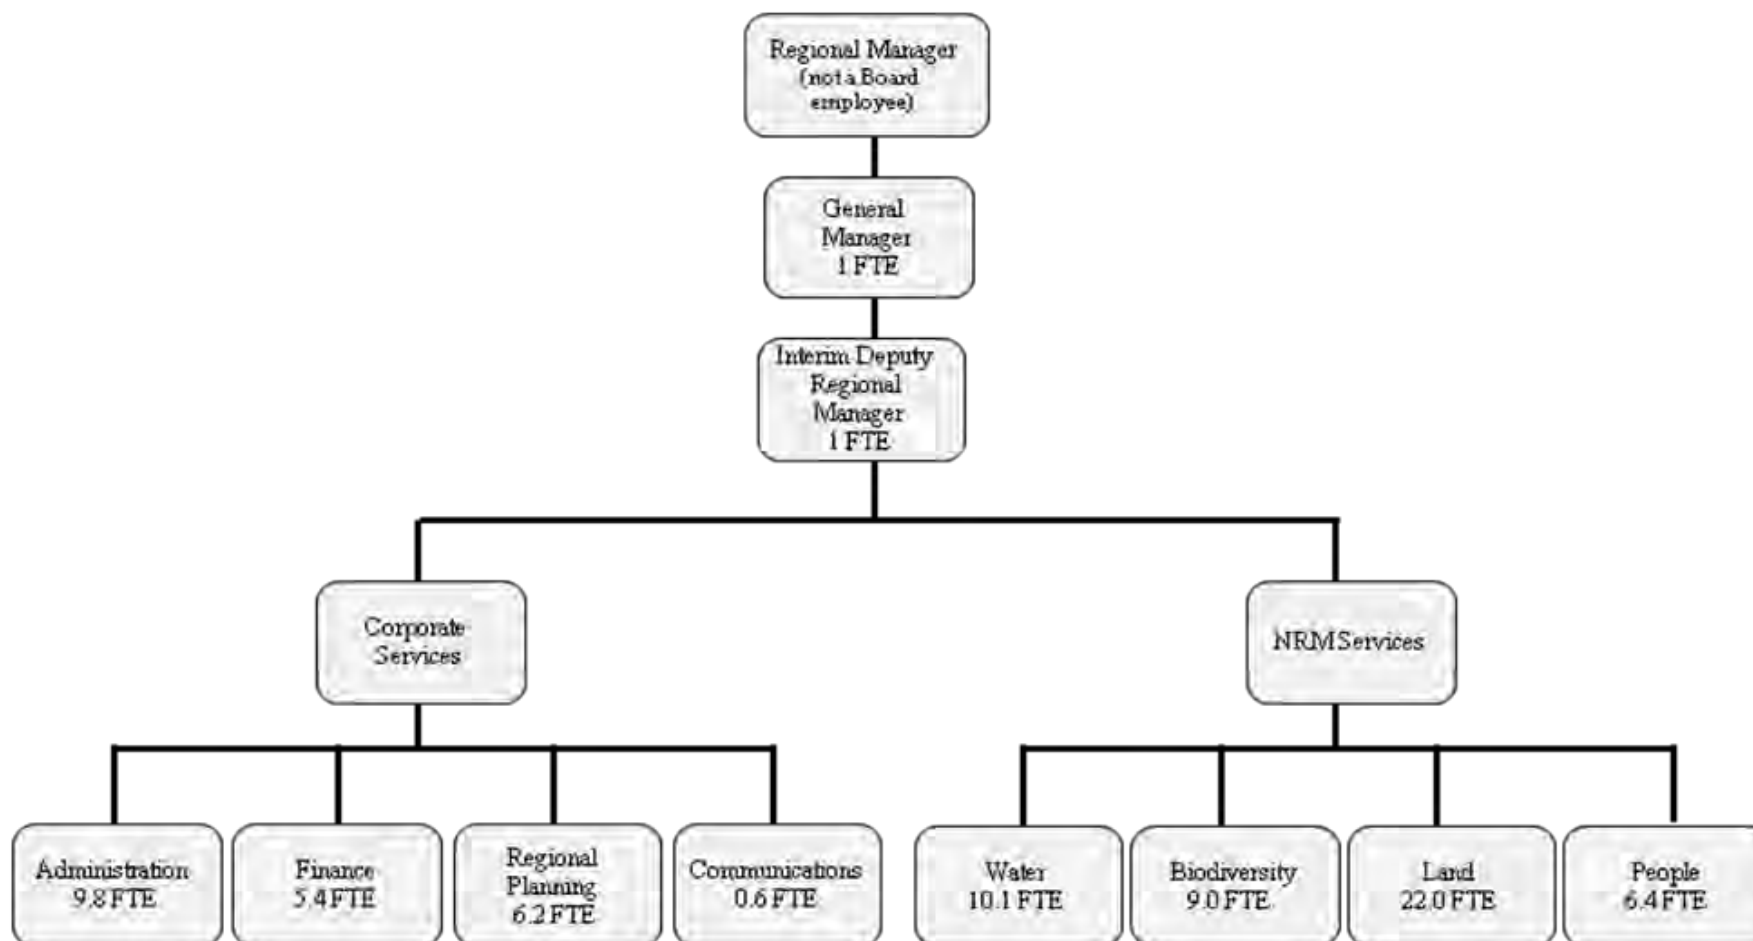 Regional Manager
(not a Board
employee)
General
Manager
1 FTE
Interim Deputy
Regional
Manager
1 FTE
Corporate
Services
NRM Services
Administration
9.8 FTE
Finance
5.4 FTE
Regional
Planning
6.2 FTE
Communications
0.6 FTE
Water
10.1 FTE
Biodiversity
9.0 FTE
Land
22.0 FTE
People
6.4 FTE